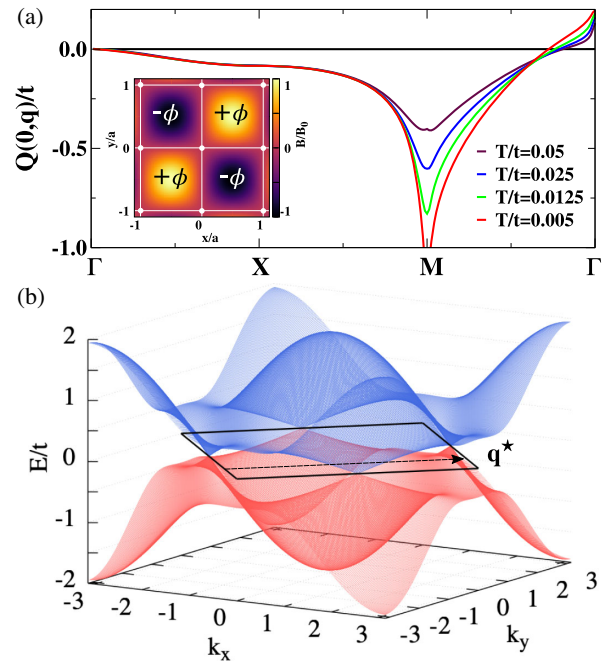 (a)
0.0
-0.5
-1.0
Q(0,q)/t
Γ X M Γ
1
0
-1
y/a
-1 0 1
x/a
-ϕ +ϕ
+ϕ -ϕ
1
0
-1
B/B₀
T/t=0.05
T/t=0.025
T/t=0.0125
T/t=0.005
(b)
2
1
0
-1
-2
E/t
q★
-3 -2 -1 0 1 2 3
kₓ
-3 -2 -1 0 1 2 3
k_y